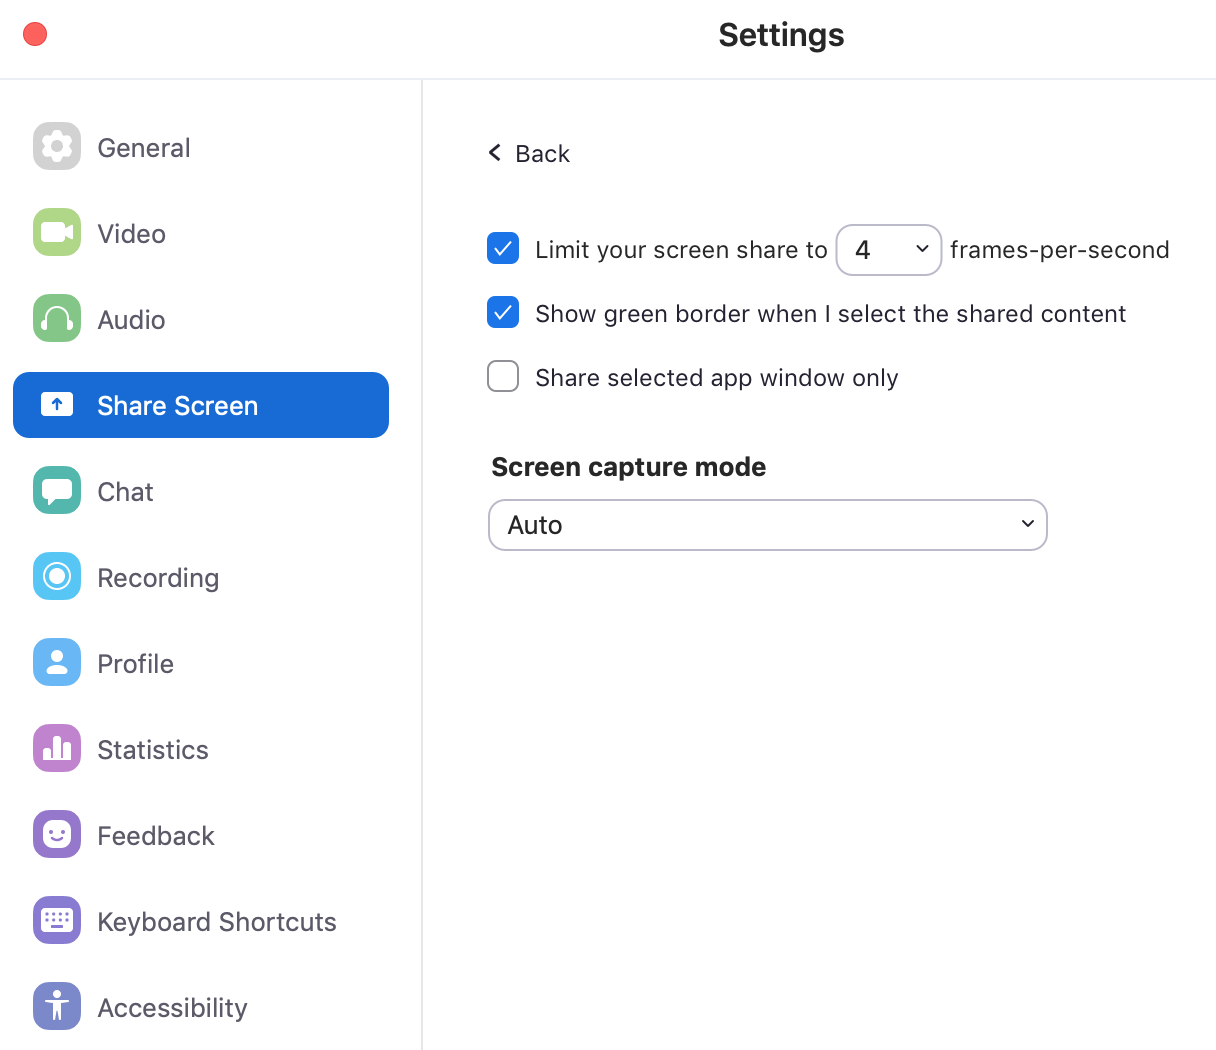 Settings
General
Video
Audio
Share Screen
Chat
Recording
Profile
Statistics
Feedback
Keyboard Shortcuts
Accessibility
Back
Limit your screen share to 4 frames-per-second
Show green border when I select the shared content
Share selected app window only
Screen capture mode
Auto